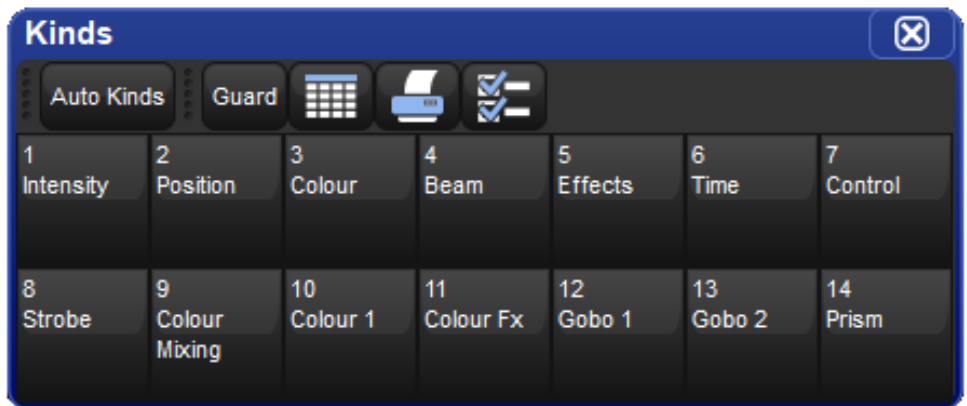 Kinds
Auto Kinds Guard
1 2 3 4 5 6 7
Intensity Position Colour Beam Effects Time Control
8 9 10 11 12 13 14
Strobe Colour Colour 1 Colour Fx Gobo 1 Gobo 2 Prism
Mixing